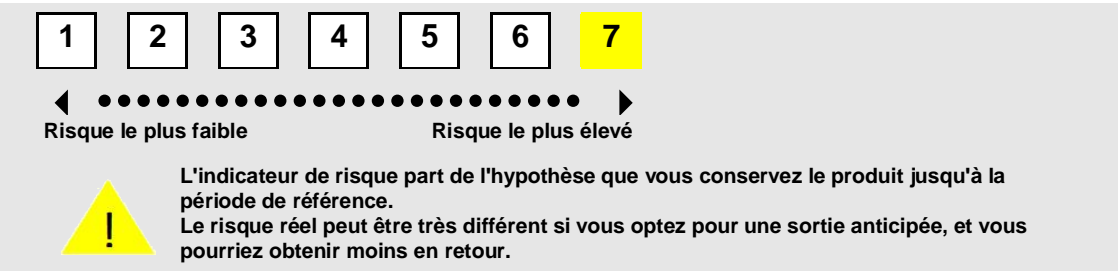 1 2 3 4 5 6 7
Risque le plus faible Risque le plus élevé
L'indicateur de risque part de l'hypothèse que vous conservez le produit jusqu'à la
période de référence.
Le risque réel peut être très différent si vous optez pour une sortie anticipée, et vous
pourriez obtenir moins en retour.
!